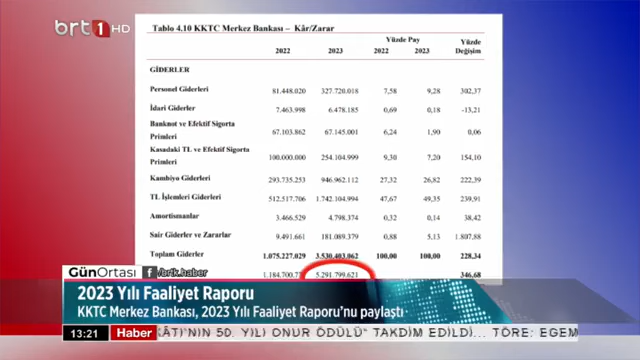 brt 1 HD
Tablo 4.10 KKTC Merkez Bankası – Kâr/Zarar
2022 2023 Yüzde Pay 2022 2023 Yüzde Değişim
GİDERLER
Personel Giderleri 81.448.020 327.720.018 7,58 9,28 302,37
İdari Giderler 7.463.998 6.478.185 0,69 0,18 -13,21
Banknot ve Efektif Sigorta Primleri 67.103.862 67.145.001 6,24 1,90 0,06
Kasadaki TL ve Efektif Sigorta Primleri 100.000.000 254.104.999 9,30 7,20 154,10
Kambiyo Giderleri 293.735.253 946.962.112 27,32 26,82 222,39
TL İşlemleri Giderleri 512.517.706 1.742.104.994 47,67 49,35 239,91
Amortismanlar 3.466.529 4.798.374 0,32 0,14 38,42
Sair Giderler ve Zararlar 9.491.661 181.089.379 0,88 5,13 1.807,88
Toplam Giderler 1.075.227.029 3.530.403.062 100,00 100,00 228,34
5.291.799.621 346,68
GünOrtası f/brtk.haber
2023 Yılı Faaliyet Raporu
KKTC Merkez Bankası, 2023 Yılı Faaliyet Raporu'nu paylaştı
13:21 Haber KÂTI'NIN 50. YILI ONUR ÖDÜLÜ" TAKDİM EDİLDİ... TÖRE: EGEM